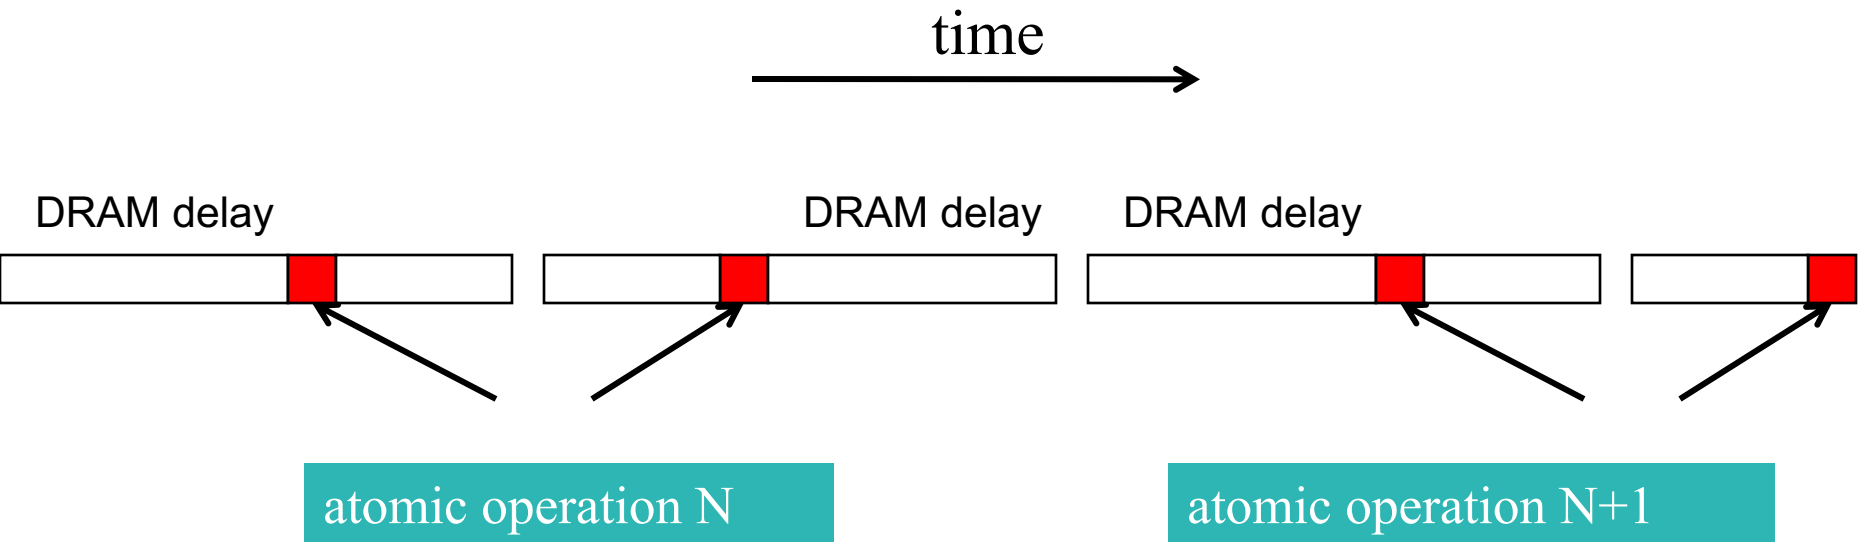 time
DRAM delay
DRAM delay
DRAM delay
atomic operation N
atomic operation N+1